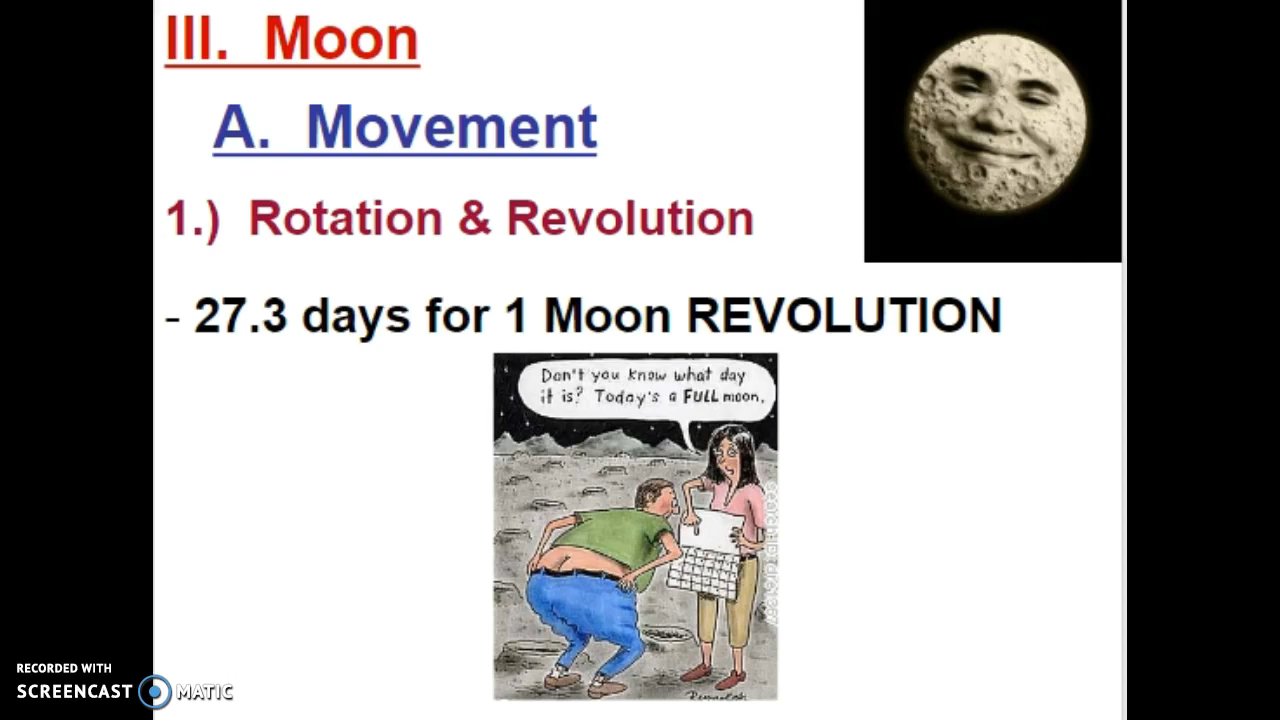 III. Moon
A. Movement
1.) Rotation & Revolution
- 27.3 days for 1 Moon REVOLUTION
Don't you know what day
it is? Today's a FULL moon.
RECORDED WITH
SCREENCAST MATIC